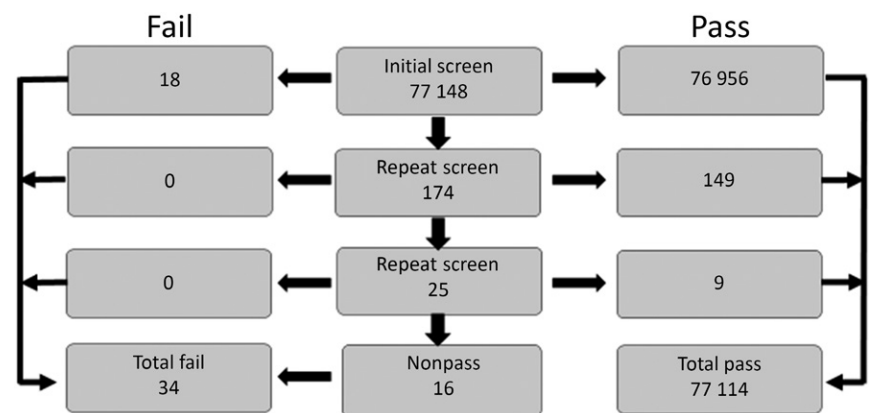 Fail
Pass
18
Initial screen
77 148
76 956
0
Repeat screen
174
149
0
Repeat screen
25
9
Total fail
34
Nonpass
16
Total pass
77 114